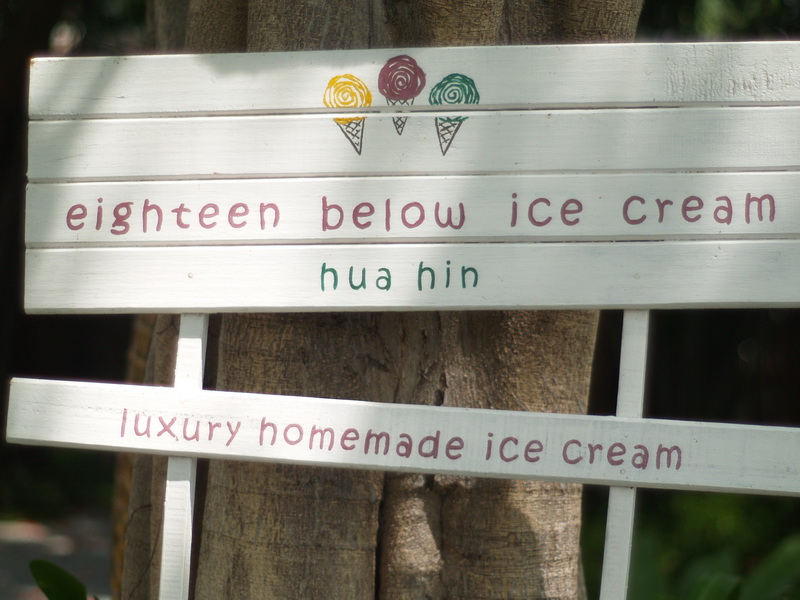 eighteen below ice cream
hua hin
luxury homemade ice cream